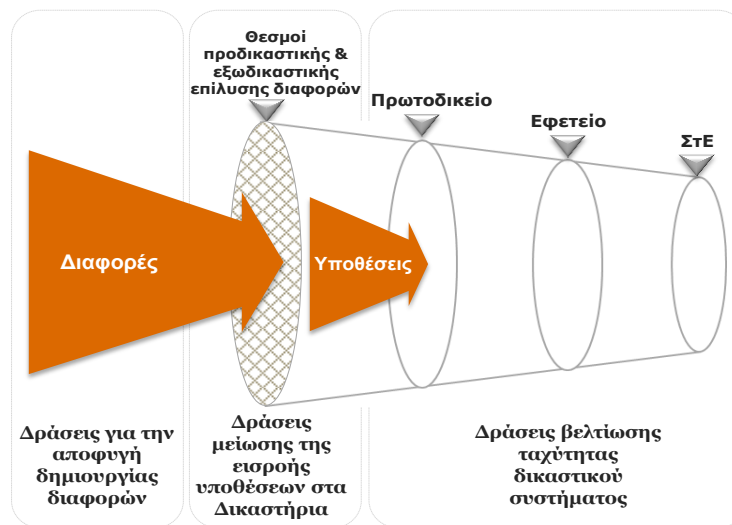 Θεσμοί
προδικαστικής &
εξωδικαστικής
επίλυσης διαφορών
Πρωτοδικείο
Εφετείο
ΣτΕ
Διαφορές
Υποθέσεις
Δράσεις για την
αποφυγή
δημιουργίας
διαφορών
Δράσεις
μείωσης της
εισροής
υποθέσεων στα
Δικαστήρια
Δράσεις βελτίωσης
ταχύτητας
δικαστικού
συστήματος